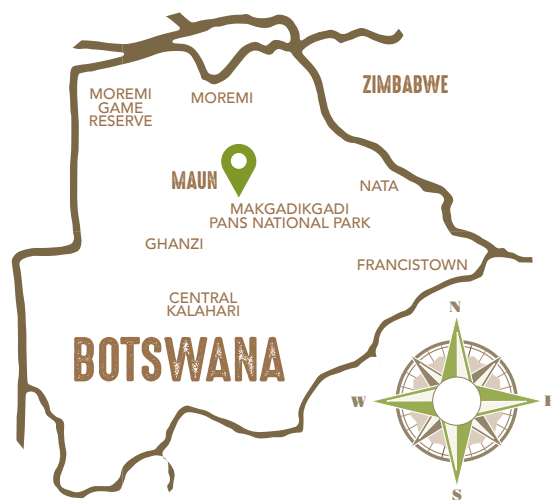 ZIMBABWE
MOREMI
GAME
RESERVE
MOREMI
MAUN
NATA
MAKGADIKGADI
PANS NATIONAL PARK
GHANZI
FRANCISTOWN
CENTRAL
KALAHARI
BOTSWANA
N
W
E
S